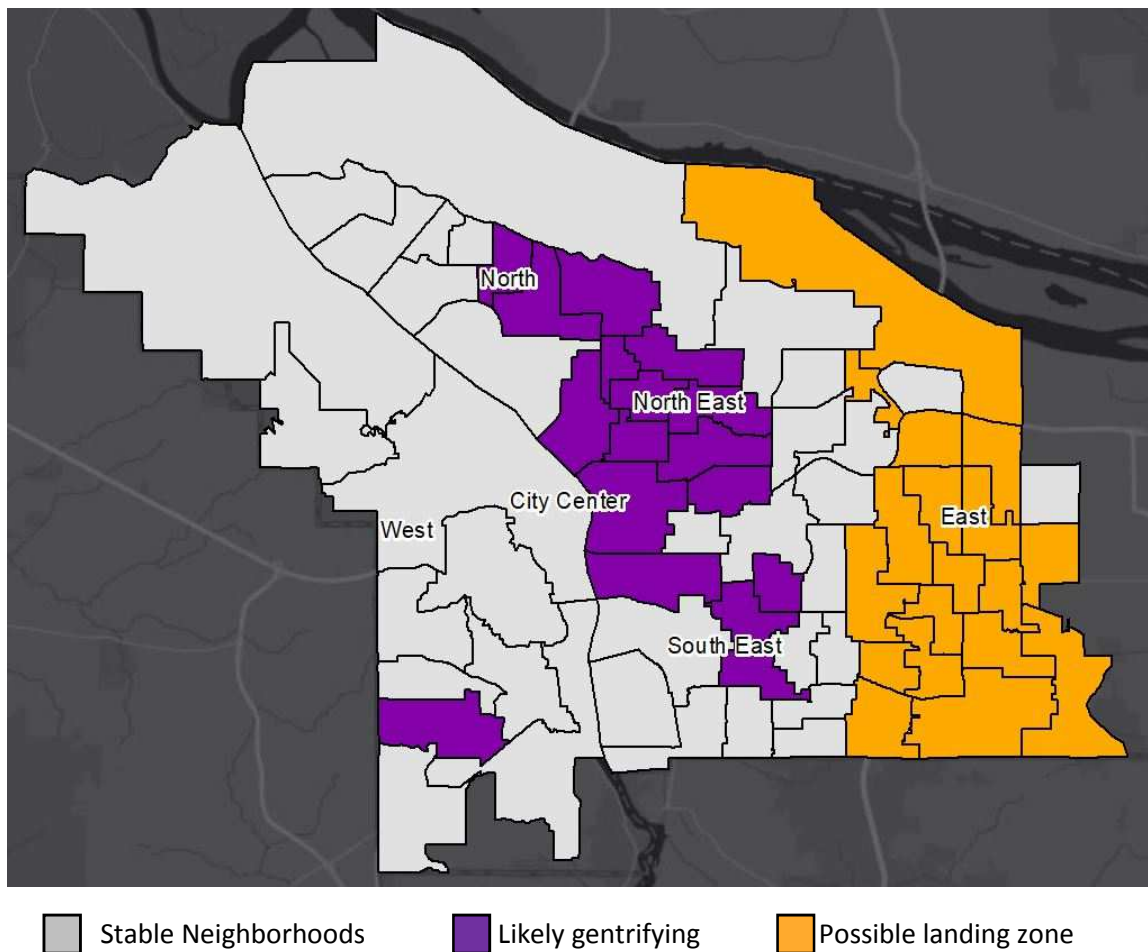 North
North East
City Center
West
East
South East
Stable Neighborhoods
Likely gentrifying
Possible landing zone